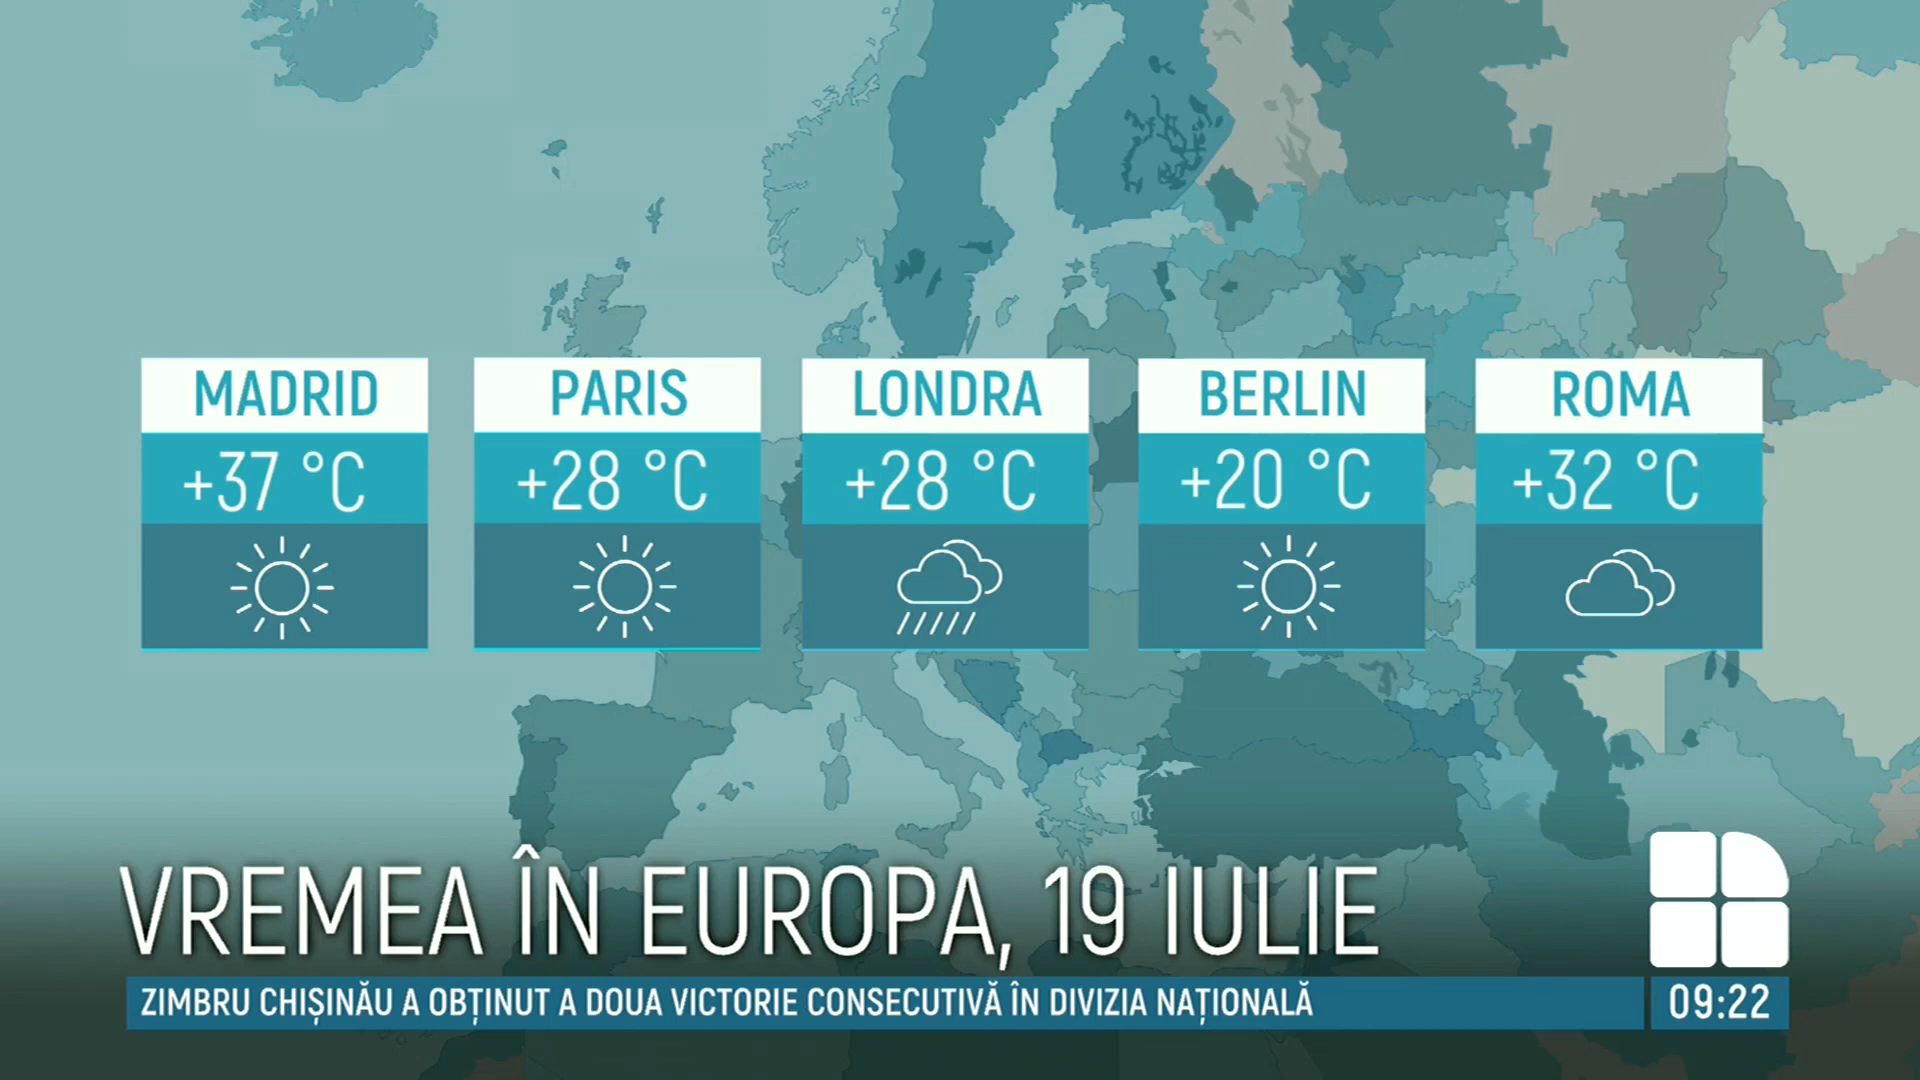 MADRID
+37 °C
PARIS
+28 °C
LONDRA
+28 °C
BERLIN
+20 °C
ROMA
+32 °C
VREMEA ÎN EUROPA, 19 IULIE
ZIMBRU CHIȘINĂU A OBȚINUT A DOUA VICTORIE CONSECUTIVĂ ÎN DIVIZIA NAȚIONALĂ
09:22